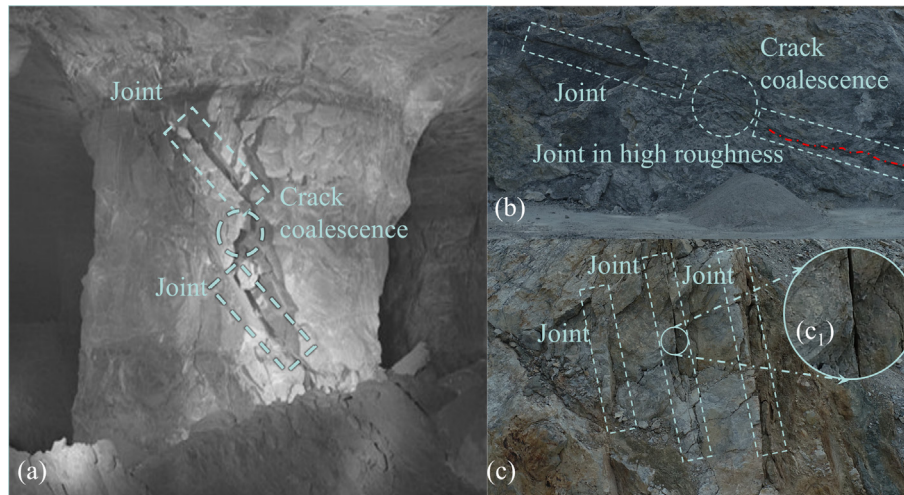 Joint
Crack
coalescence
Joint
(a)
Crack
coalescence
Joint
Joint in high roughness
(b)
Joint
Joint
Joint
(c₁)
(c)